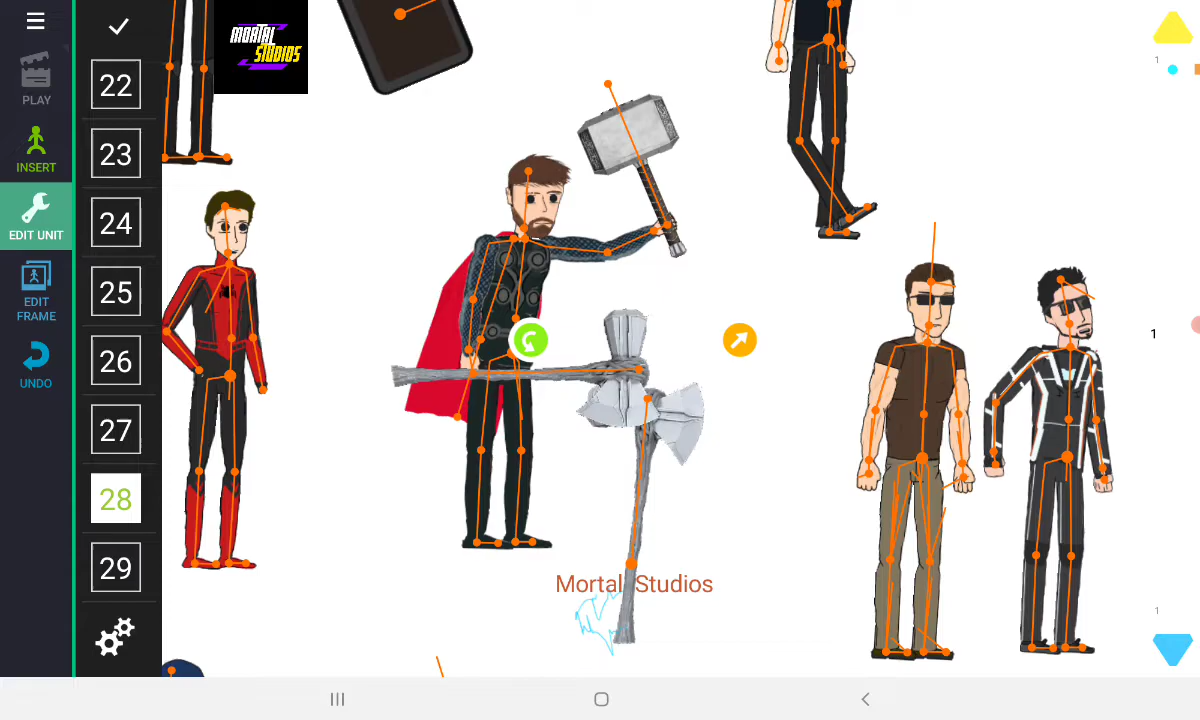 PLAY
INSERT
EDIT UNIT
EDIT
FRAME
UNDO
22
23
24
25
26
27
28
29
MORTAL
STUDIOS
Mortal Studios
1
1
1